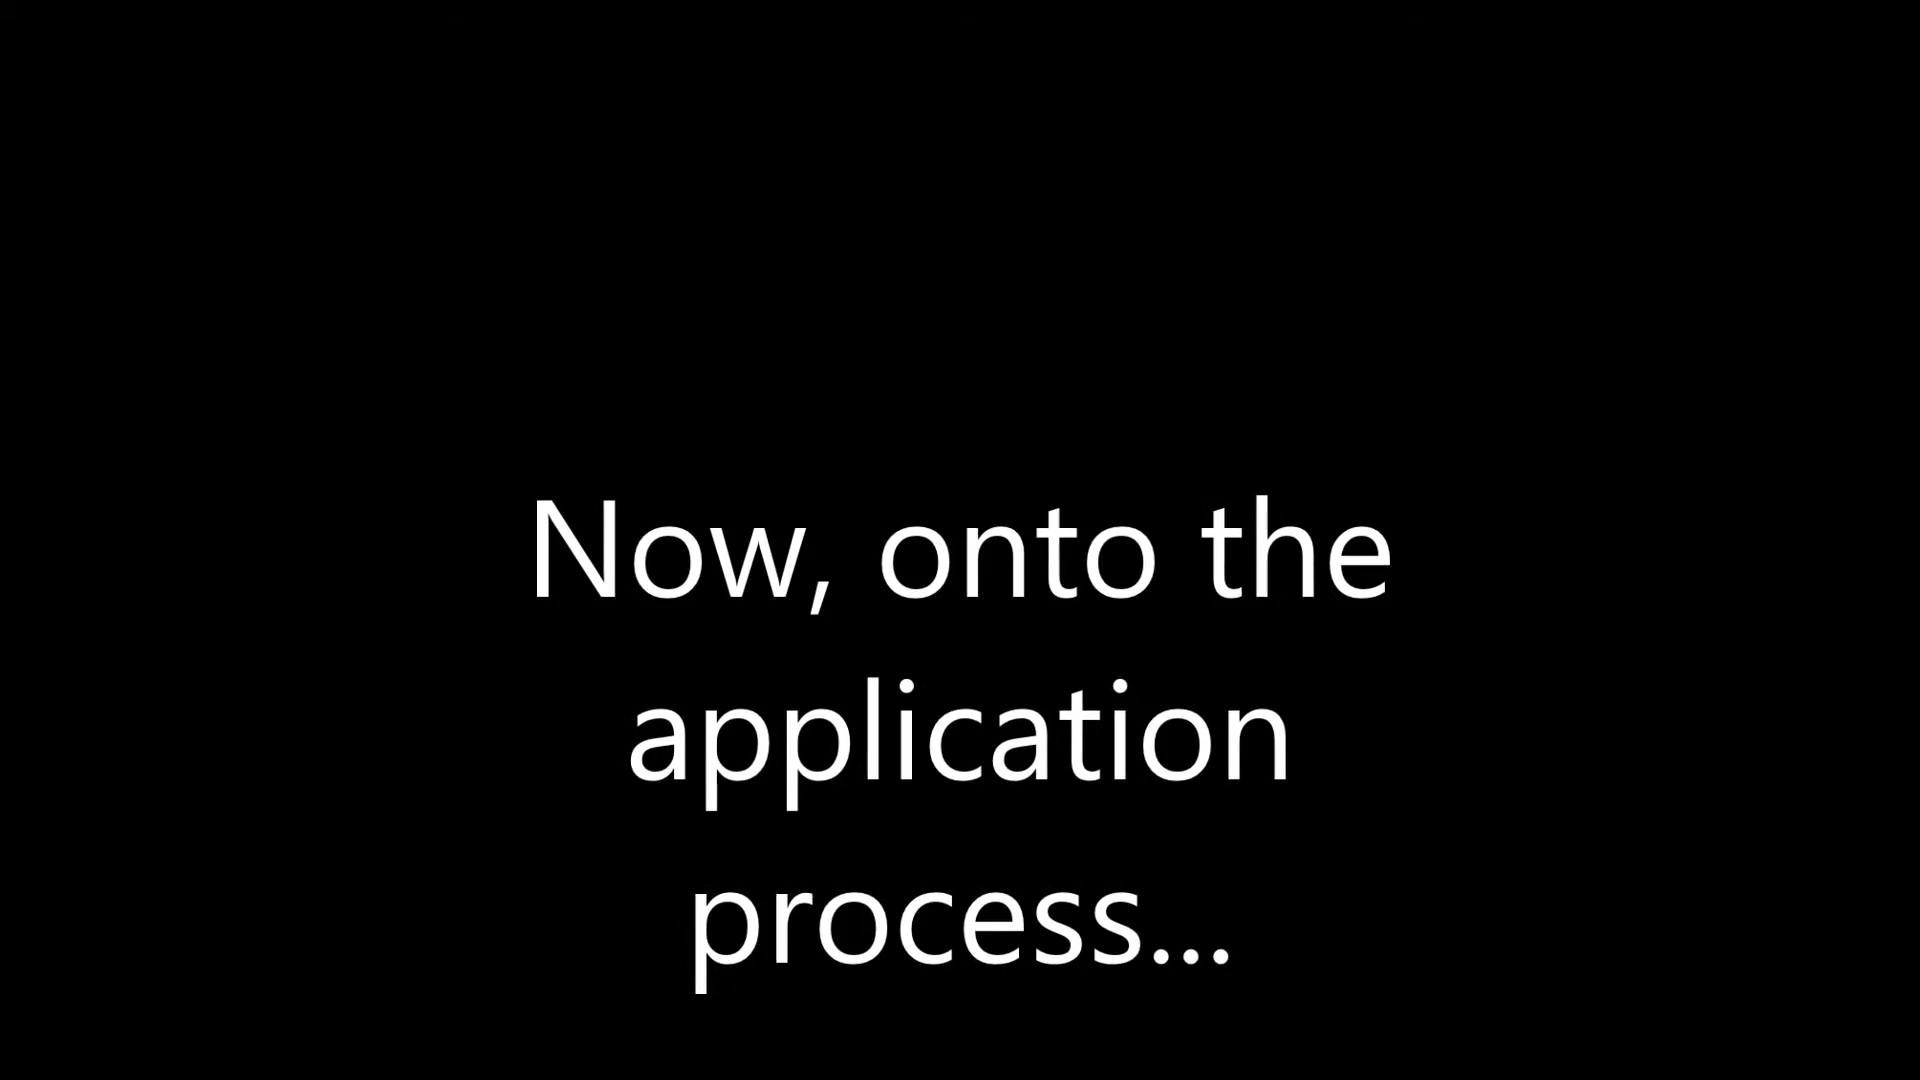 Now, onto the
application
process...